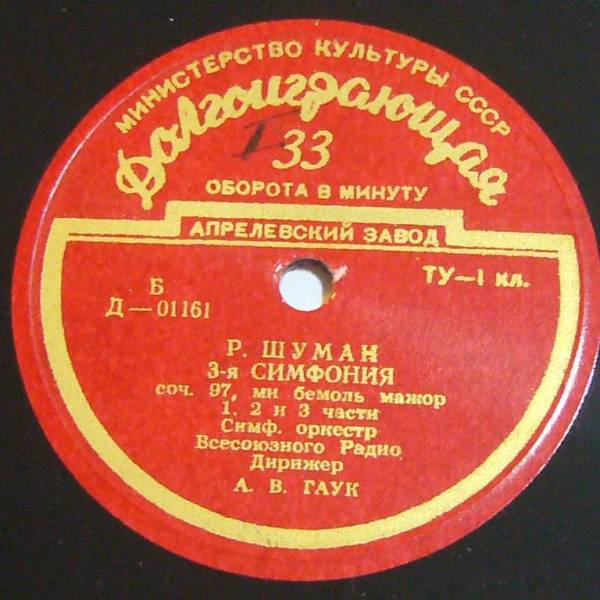 МИНИСТЕРСТВО КУЛЬТУРЫ СССР
Долгоиграющая
I
33
ОБОРОТА В МИНУТУ
АПРЕЛЕВСКИЙ ЗАВОД
Б
Д—01161
ТУ—1 кл.
Р. ШУМАН
3-я СИМФОНИЯ
соч. 97, ми бемоль мажор
1, 2 и 3 части
Симф. оркестр
Всесоюзного Радио
Дирижер
А. В. ГАУК